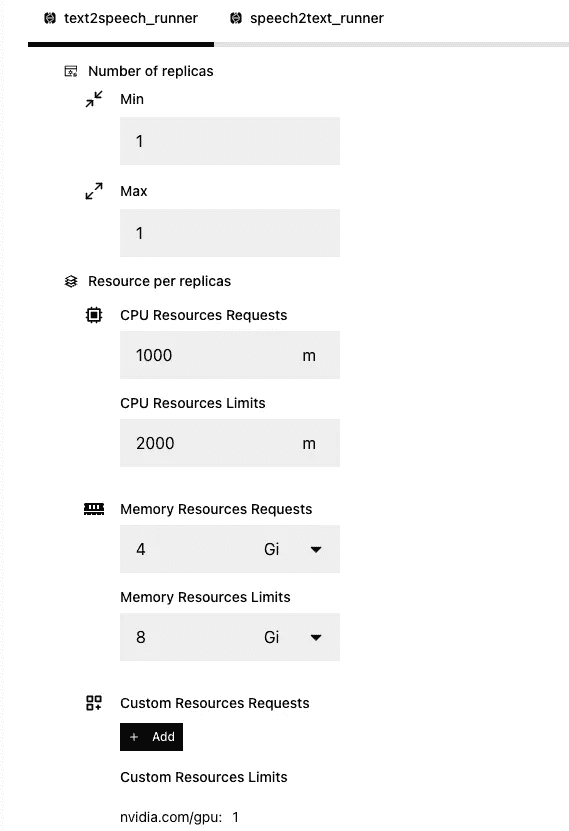 text2speech_runner speech2text_runner
Number of replicas
Min
1
Max
1
Resource per replicas
CPU Resources Requests
1000 m
CPU Resources Limits
2000 m
Memory Resources Requests
4 Gi
Memory Resources Limits
8 Gi
Custom Resources Requests
+ Add
Custom Resources Limits
nvidia.com/gpu: 1